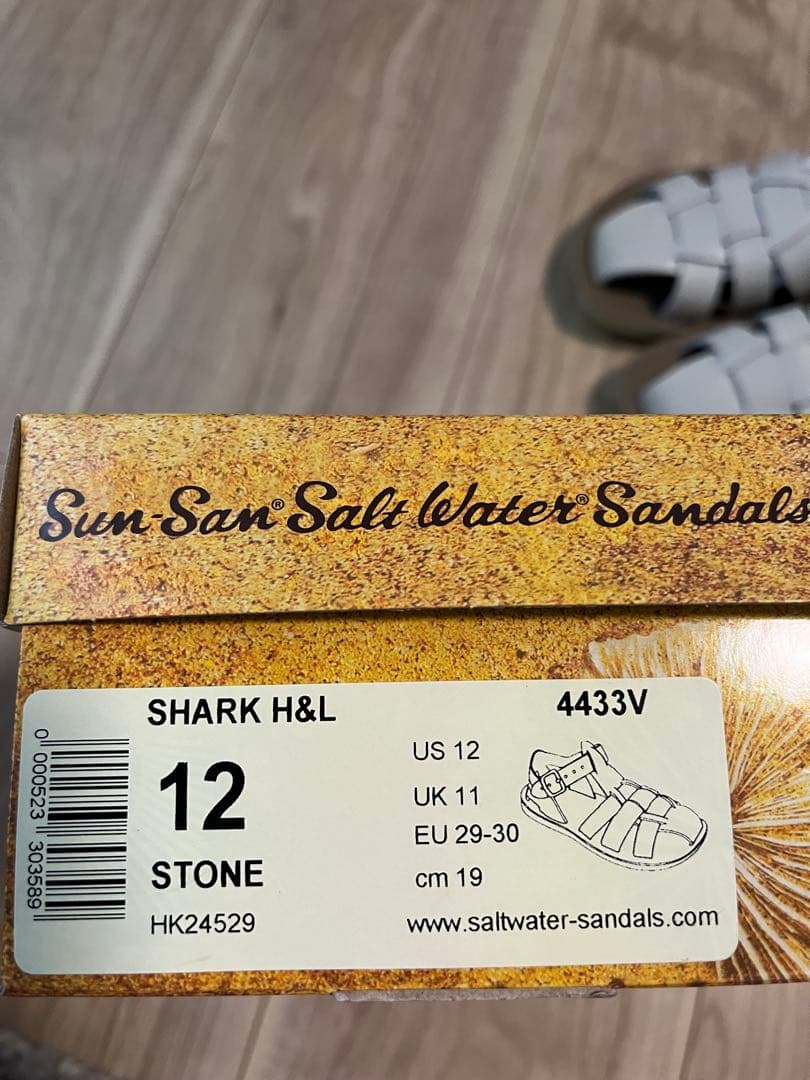 Sun-San® Salt Water® Sandals
SHARK H&L
4433V
12
STONE
HK24529
US 12
UK 11
EU 29-30
cm 19
www.saltwater-sandals.com
0 000523 303589